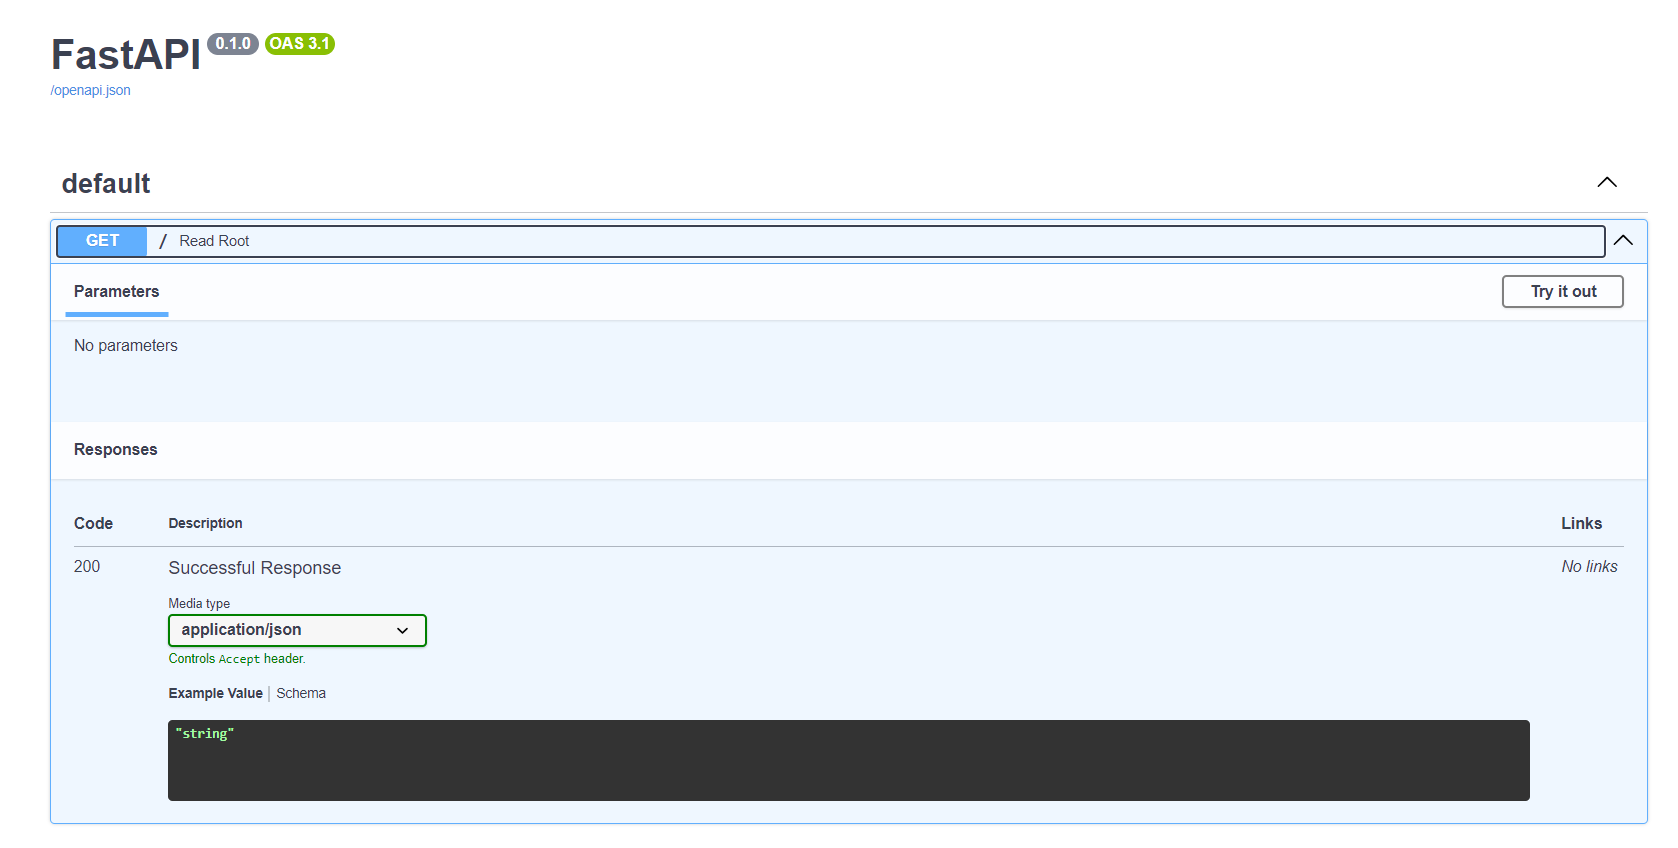 FastAPI 0.1.0 OAS 3.1
/openapi.json
default
GET / Read Root
Parameters Try it out
No parameters
Responses
Code Description Links
200 Successful Response No links
Media type
application/json
Controls Accept header.
Example Value | Schema
"string"